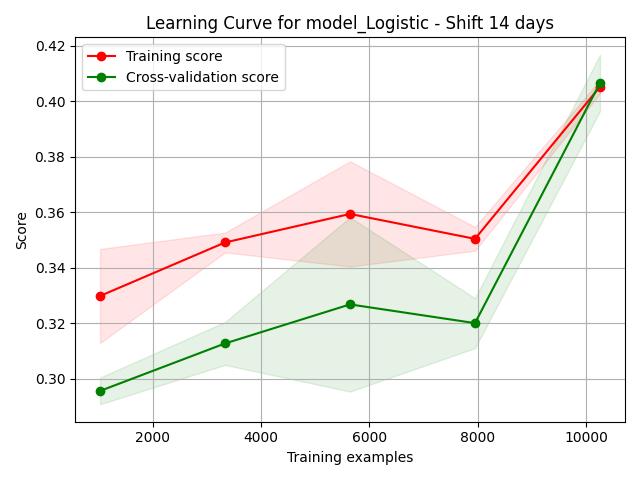 Learning Curve for model_Logistic - Shift 14 days
Training score
Cross-validation score
0.42
0.40
0.38
0.36
0.34
0.32
0.30
Score
2000 4000 6000 8000 10000
Training examples